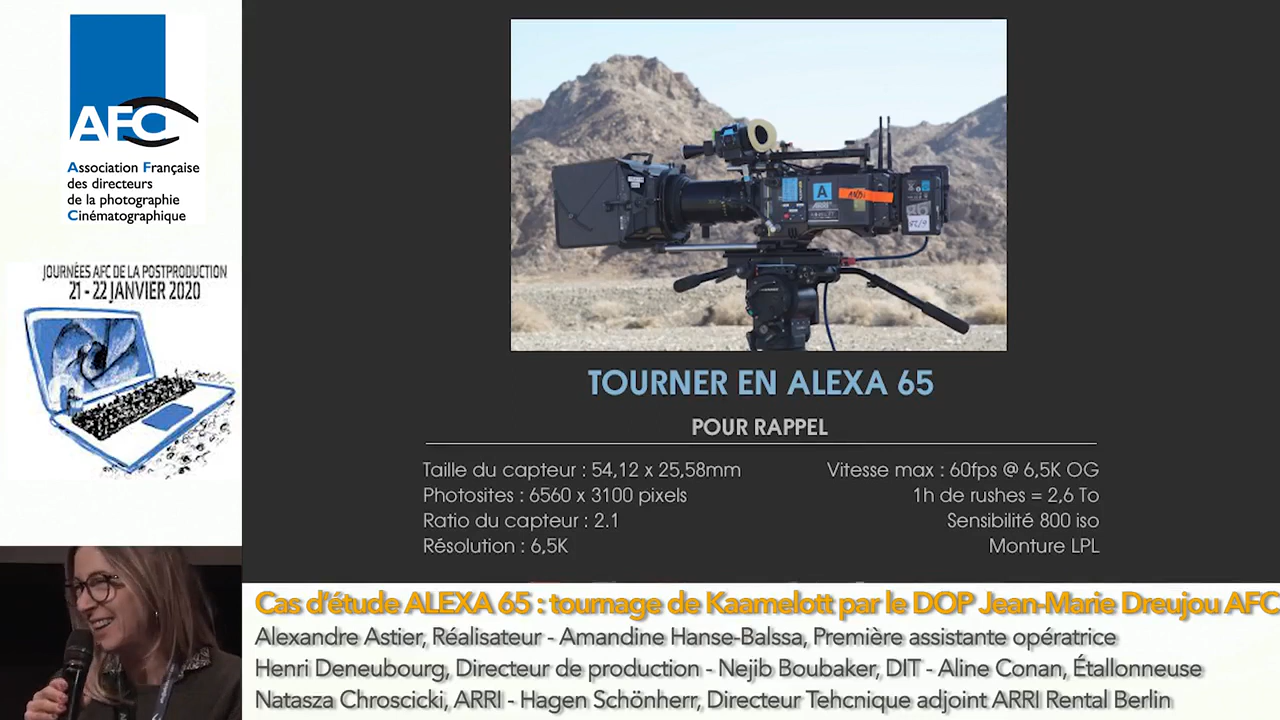 AFC
Association Française
des directeurs
de la photographie
Cinématographique
JOURNÉES AFC DE LA POSTPRODUCTION
21 - 22 JANVIER 2020
A
ARRI
TOURNER EN ALEXA 65
POUR RAPPEL
Taille du capteur : 54,12 x 25,58mm
Photosites : 6560 x 3100 pixels
Ratio du capteur : 2.1
Résolution : 6,5K
Vitesse max : 60fps @ 6,5K OG
1h de rushes = 2,6 To
Sensibilité 800 iso
Monture LPL
Cas d'étude ALEXA 65 : tournage de Kaamelott par le DOP Jean-Marie Dreujou AFC
Alexandre Astier, Réalisateur - Amandine Hanse-Balssa, Première assistante opératrice
Henri Deneubourg, Directeur de production - Nejib Boubaker, DIT - Aline Conan, Étallonneuse
Natasza Chroscicki, ARRI - Hagen Schönherr, Directeur Tehcnique adjoint ARRI Rental Berlin